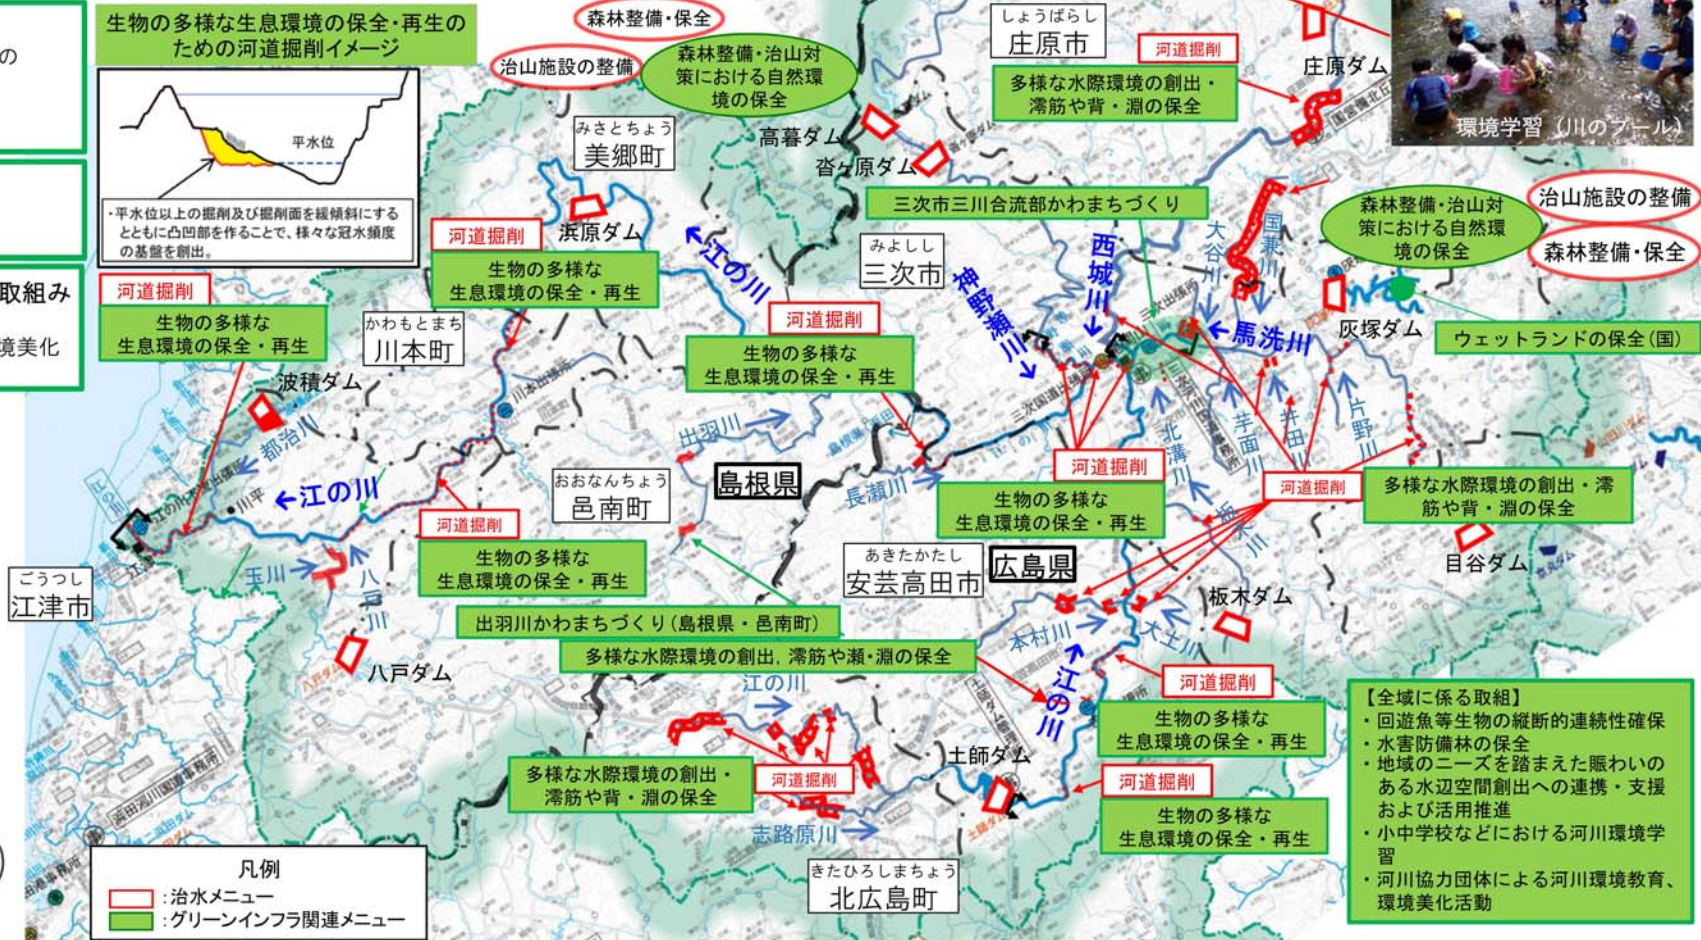 の
取組み
境美化
生物の多様な生息環境の保全・再生の
ための河道掘削イメージ
平水位
・平水位以上の掘削及び掘削面を緩傾斜にする
とともに凸凹部を作ることで、様々な冠水頻度
の基盤を創出。
森林整備・保全
治山施設の整備
森林整備・治山対
策における自然環
境の保全
しょうばらし
庄原市
河道掘削
多様な水際環境の創出・
澪筋や背・淵の保全
庄原ダム
環境学習（川のプール）
みさとちょう
美郷町
高暮ダム
沓ヶ原ダム
浜原ダム
三次市三川合流部かわまちづくり
みよしし
三次市
神野瀬川
西城川
大谷川
国兼川
馬洗川
森林整備・治山対
策における自然環
境の保全
治山施設の整備
森林整備・保全
灰塚ダム
ウェットランドの保全(国)
河道掘削
生物の多様な
生息環境の保全・再生
江の川
河道掘削
生物の多様な
生息環境の保全・再生
かわもとまち
川本町
川本出張所
河道掘削
生物の多様な
生息環境の保全・再生
三次出張所
三次国道出張所
波積ダム
都治川
江の川
川平
出羽川
おおなんちょう
邑南町
島根県
長瀬川
北溝川
芋面川
井田川
片野川
河道掘削
生物の多様な
生息環境の保全・再生
河道掘削
多様な水際環境の創出・澪
筋や背・淵の保全
目谷ダム
河道掘削
生物の多様な
生息環境の保全・再生
ごうつし
江津市
玉川
八戸川
八戸ダム
八戸ダム
あきたかたし
安芸高田市
広島県
板木ダム
出羽川かわまちづくり(島根県・邑南町)
多様な水際環境の創出，澪筋や瀬・淵の保全
本村川
大土川
江の川
江の川
河道掘削
生物の多様な
生息環境の保全・再生
土師ダム
河道掘削
生物の多様な
生息環境の保全・再生
多様な水際環境の創出・
澪筋や背・淵の保全
河道掘削
志路原川
きたひろしまちょう
北広島町
浜田河川国道事務所
凡例
:治水メニュー
:グリーンインフラ関連メニュー
【全域に係る取組】
・回遊魚等生物の縦断的連続性確保
・水害防備林の保全
・地域のニーズを踏まえた賑わいの
ある水辺空間創出への連携・支援
および活用推進
・小中学校などにおける河川環境学
習
・河川協力団体による河川環境教育、
環境美化活動